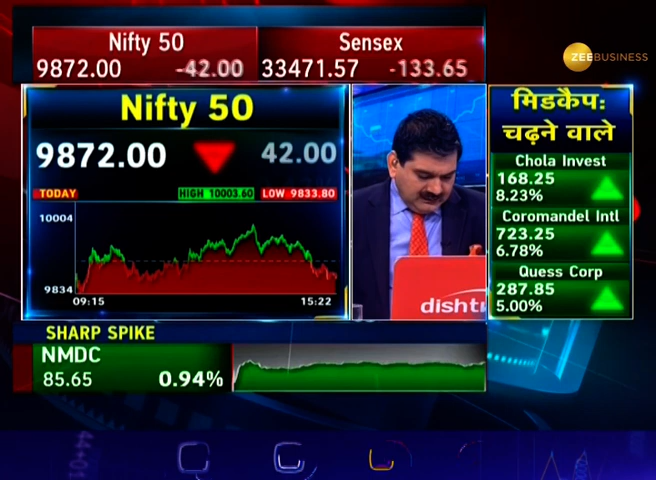 Nifty 50
9872.00 -42.00
Sensex
33471.57 -133.65
ZEEBUSINESS
Nifty 50
9872.00 42.00
TODAY HIGH 10003.60 LOW 9833.80
10004
9834
09:15 15:22
मिडकैप:
चढ़ने वाले
Chola Invest
168.25
8.23%
Coromandel Intl
723.25
6.78%
Quess Corp
287.85
5.00%
SHARP SPIKE
NMDC
85.65 0.94%